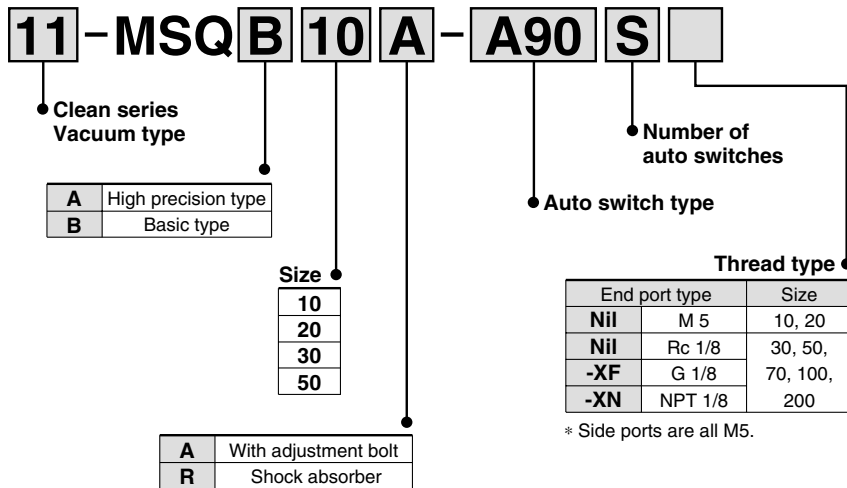 11-MSQB10A-A90S
Clean series
Vacuum type
Number of
auto switches
A High precision type
B Basic type
Auto switch type
Size
10
20
30
50
Thread type
End port type Size
Nil M 5 10, 20
Nil Rc 1/8 30, 50,
-XF G 1/8 70, 100,
-XN NPT 1/8 200
* Side ports are all M5.
A With adjustment bolt
R Shock absorber